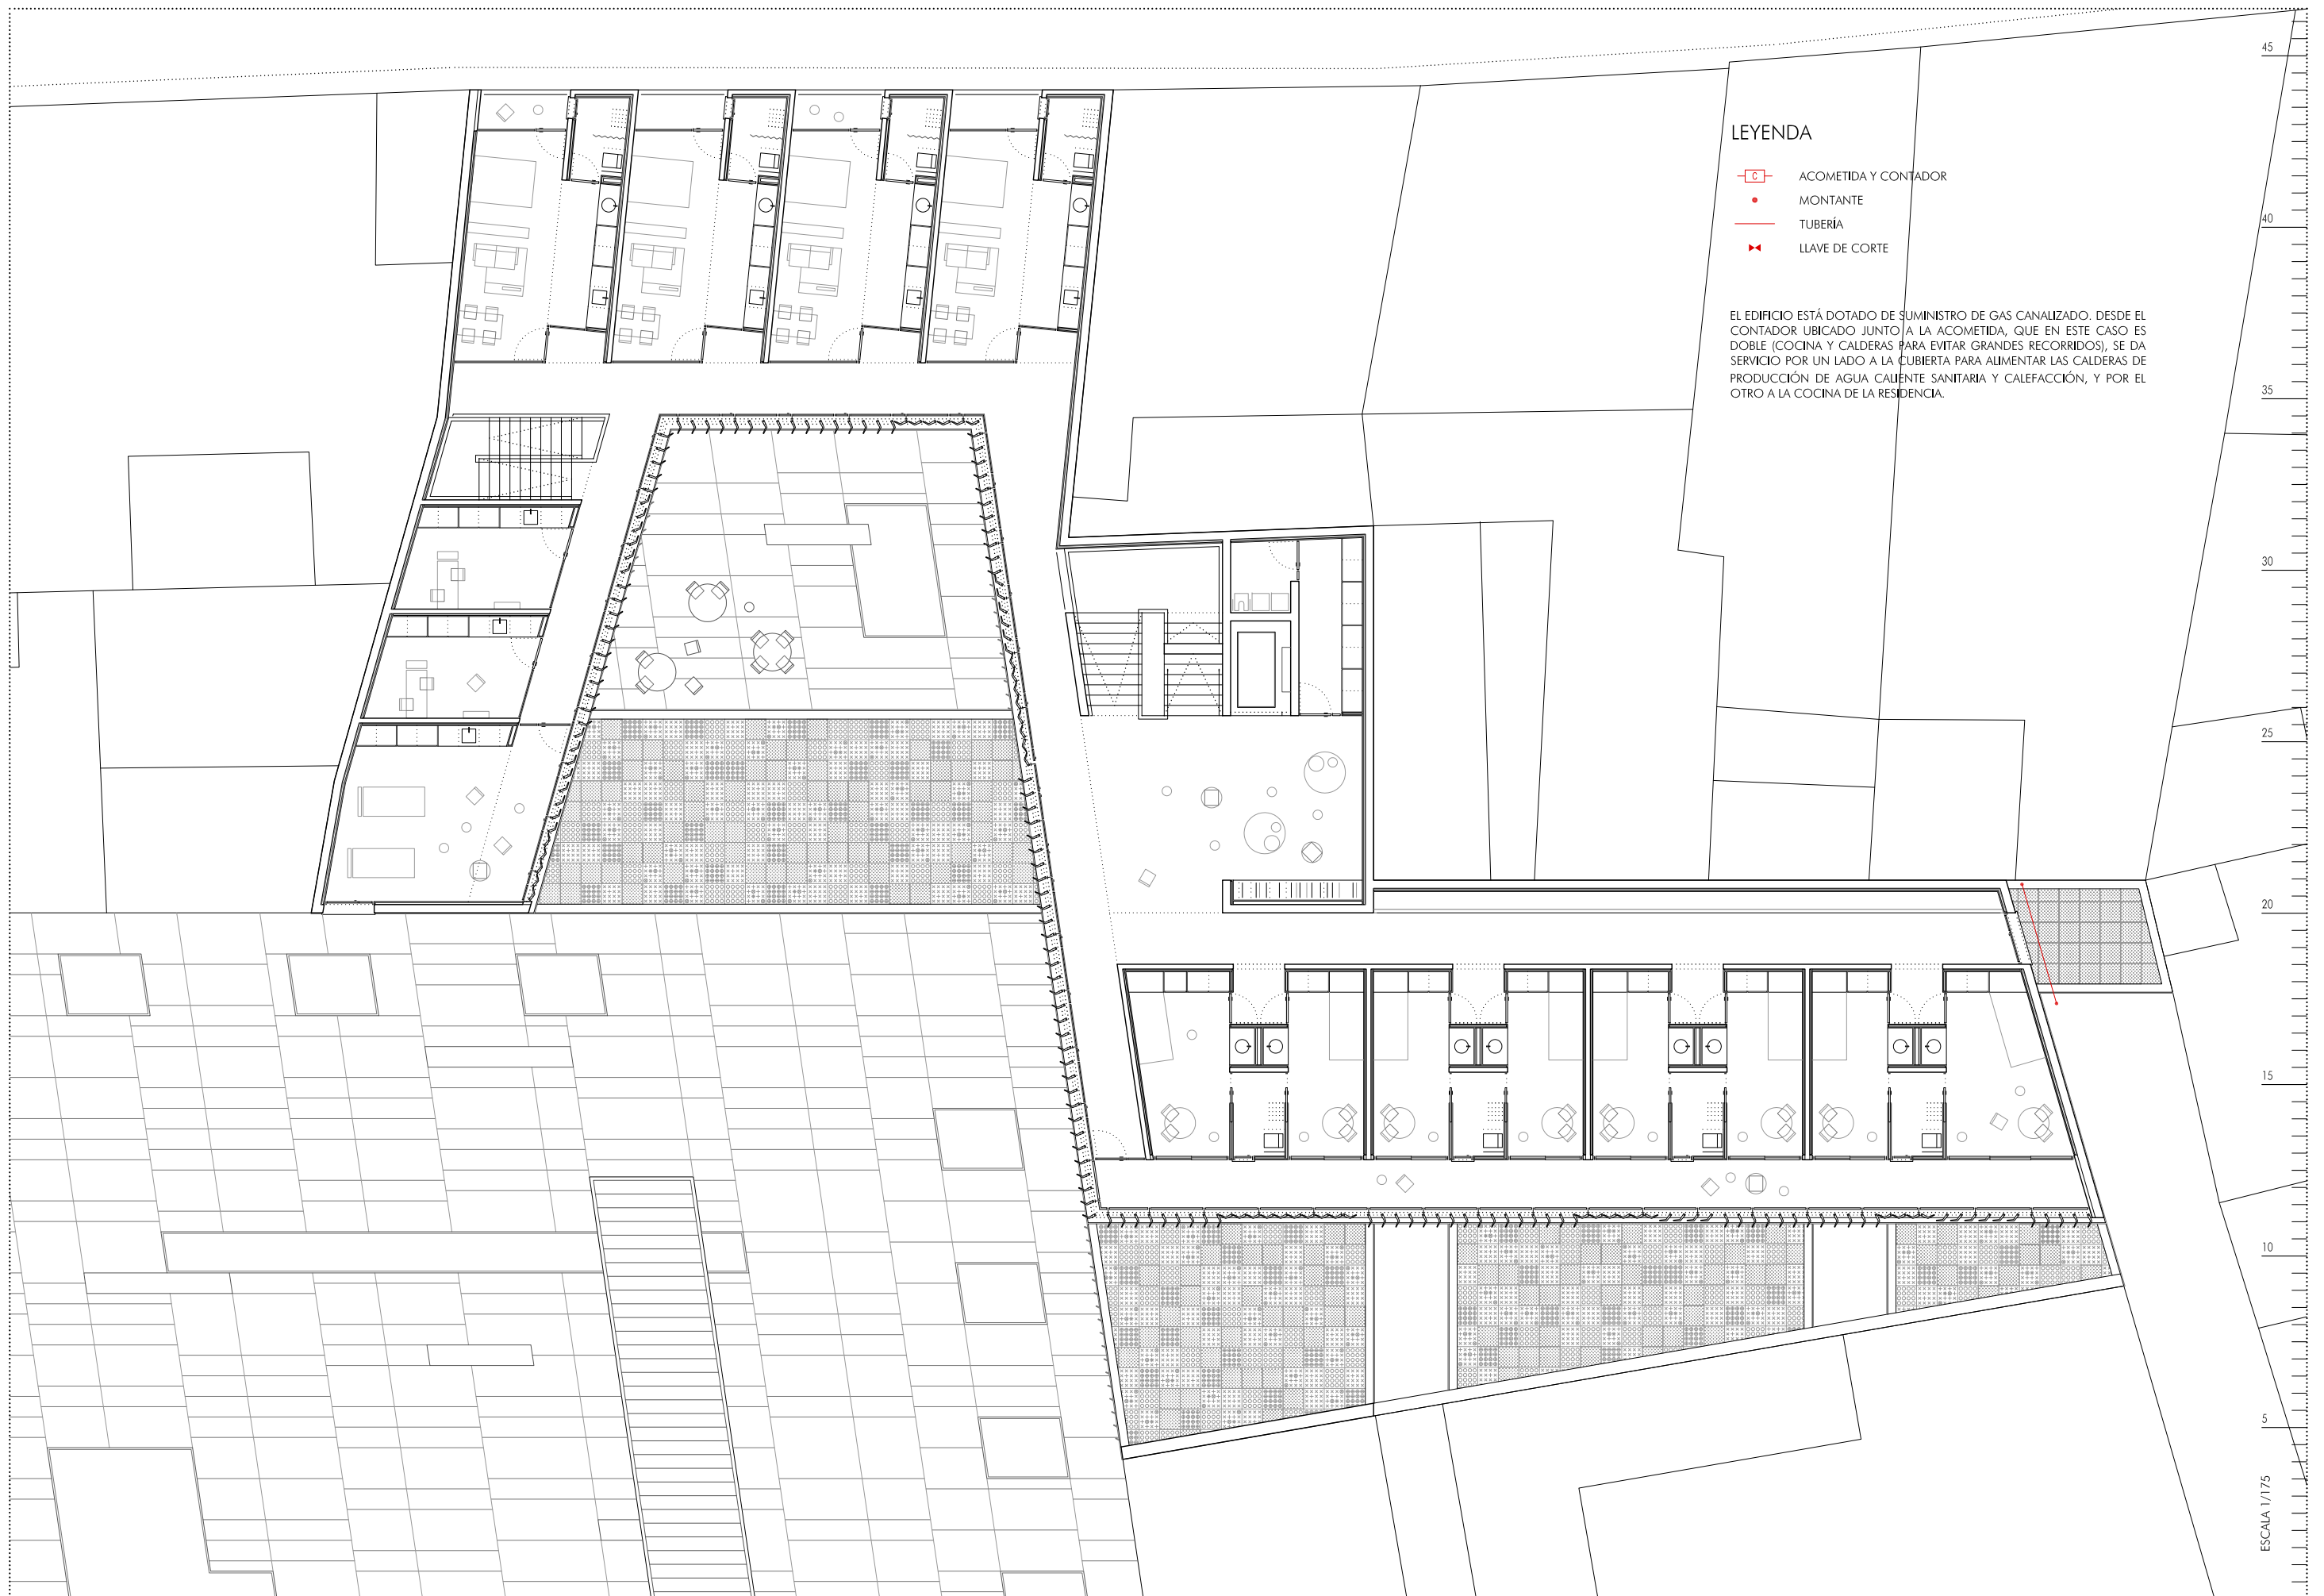 LEYENDA
C ACOMETIDA Y CONTADOR
MONTANTE
TUBERÍA
LLAVE DE CORTE
EL EDIFICIO ESTÁ DOTADO DE SUMINISTRO DE GAS CANALIZADO. DESDE EL
CONTADOR UBICADO JUNTO A LA ACOMETIDA, QUE EN ESTE CASO ES
DOBLE (COCINA Y CALDERAS PARA EVITAR GRANDES RECORRIDOS), SE DA
SERVICIO POR UN LADO A LA CUBIERTA PARA ALIMENTAR LAS CALDERAS DE
PRODUCCIÓN DE AGUA CALIENTE SANITARIA Y CALEFACCIÓN, Y POR EL
OTRO A LA COCINA DE LA RESIDENCIA.
45
40
35
30
25
20
15
10
5
ESCALA 1/175